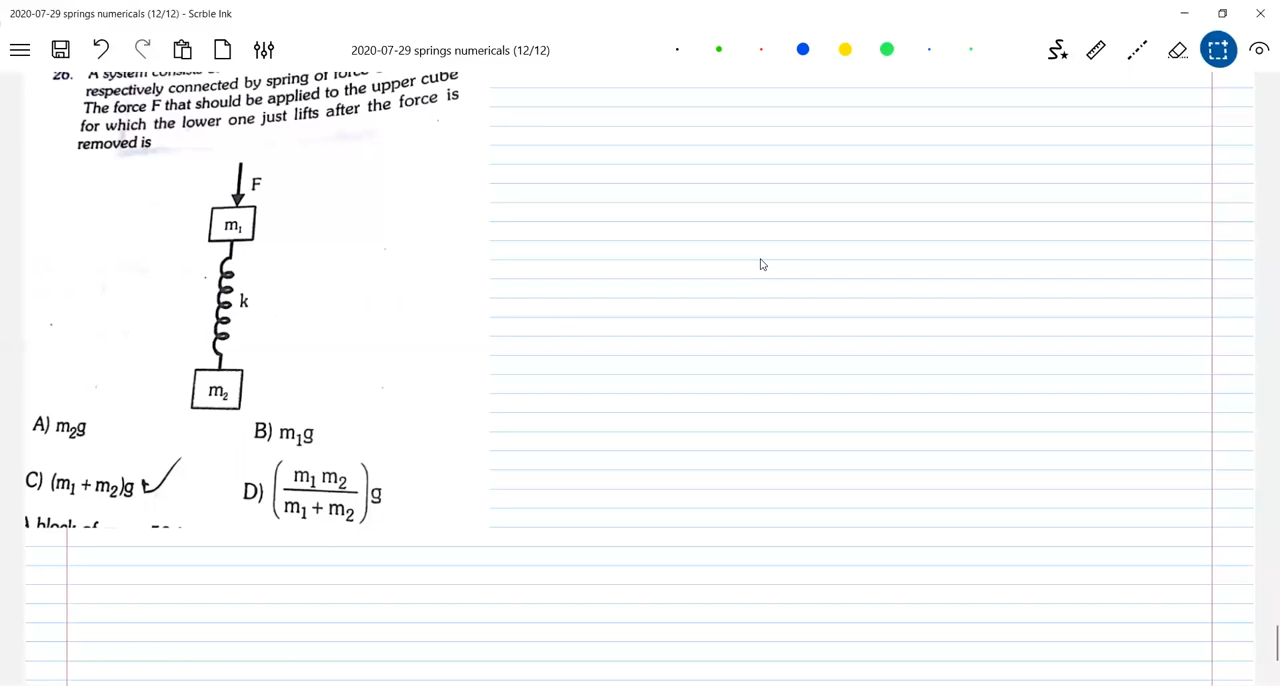 2020-07-29 springs numericals (12/12) - Scrble Ink
2020-07-29 springs numericals (12/12)
26. A system
respectively connected by spring of
The force F that should be applied to the upper cube
for which the lower one just lifts after the force is
removed is
F
m₁
k
m₂
A) m₂g
B) m₁g
C) (m₁ + m₂)g
D) (m₁ m₂ / m₁ + m₂) g